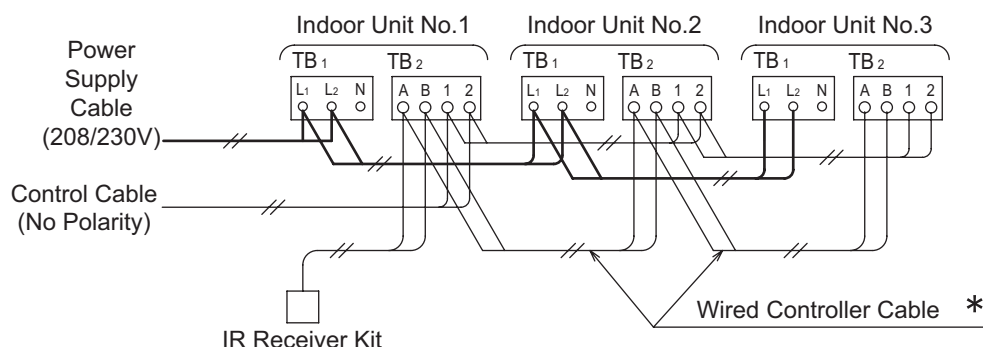 Indoor Unit No.1 Indoor Unit No.2 Indoor Unit No.3
Power
Supply
Cable
(208/230V)
TB1 TB2 TB1 TB2 TB1 TB2
L1 L2 N A B 1 2 L1 L2 N A B 1 2 L1 L2 N A B 1 2
Control Cable
(No Polarity)
Wired Controller Cable *
IR Receiver Kit